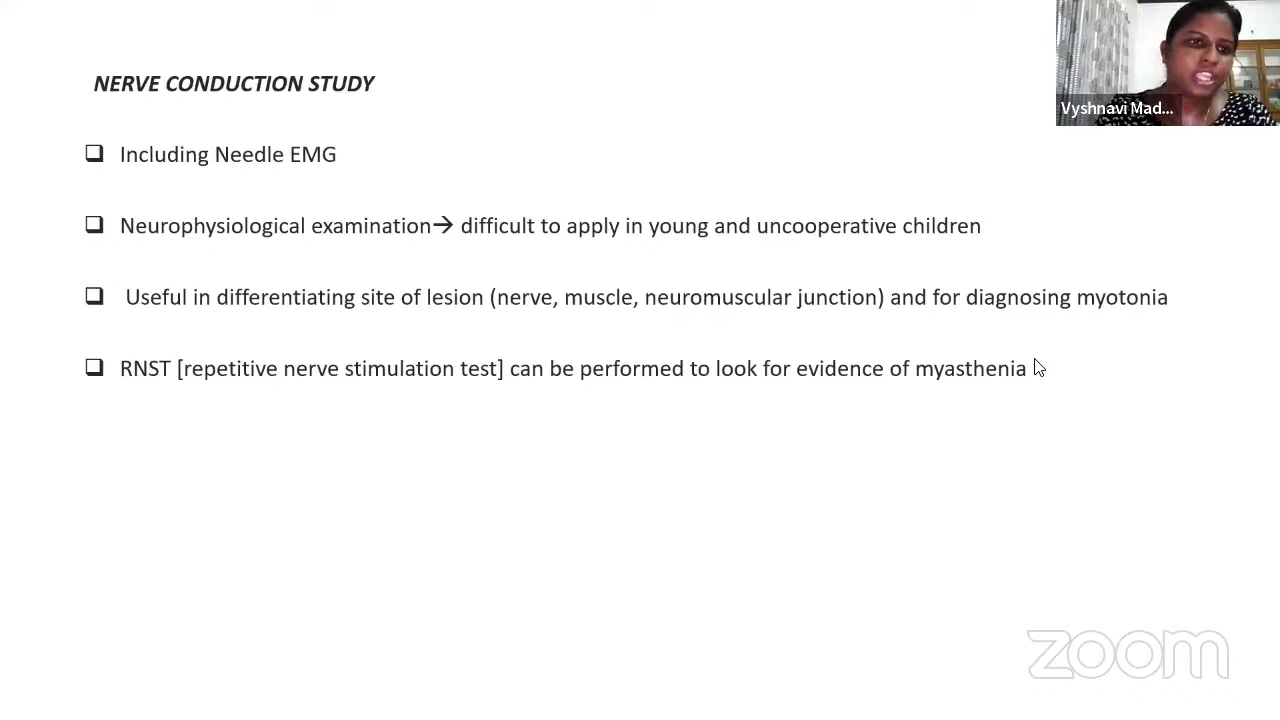 NERVE CONDUCTION STUDY
Vyshnavi Mad...
Including Needle EMG
Neurophysiological examination→ difficult to apply in young and uncooperative children
Useful in differentiating site of lesion (nerve, muscle, neuromuscular junction) and for diagnosing myotonia
RNST [repetitive nerve stimulation test] can be performed to look for evidence of myasthenia
zoom